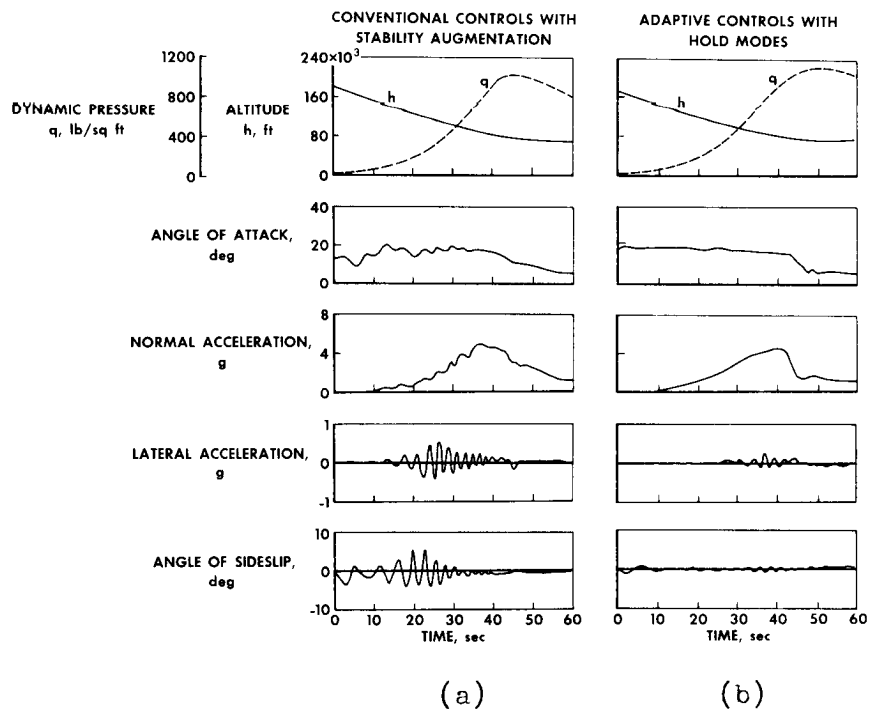 CONVENTIONAL CONTROLS WITH
STABILITY AUGMENTATION
ADAPTIVE CONTROLS WITH
HOLD MODES
DYNAMIC PRESSURE
q, lb/sq ft
1200
800
400
0
ALTITUDE
h, ft
240×10³
160
80
0
h
q
h
q
ANGLE OF ATTACK,
deg
40
20
0
NORMAL ACCELERATION,
g
8
4
0
LATERAL ACCELERATION,
g
1
0
-1
ANGLE OF SIDESLIP,
deg
10
0
-10
0 10 20 30 40 50 60
TIME, sec
0 10 20 30 40 50 60
TIME, sec
(a)
(b)